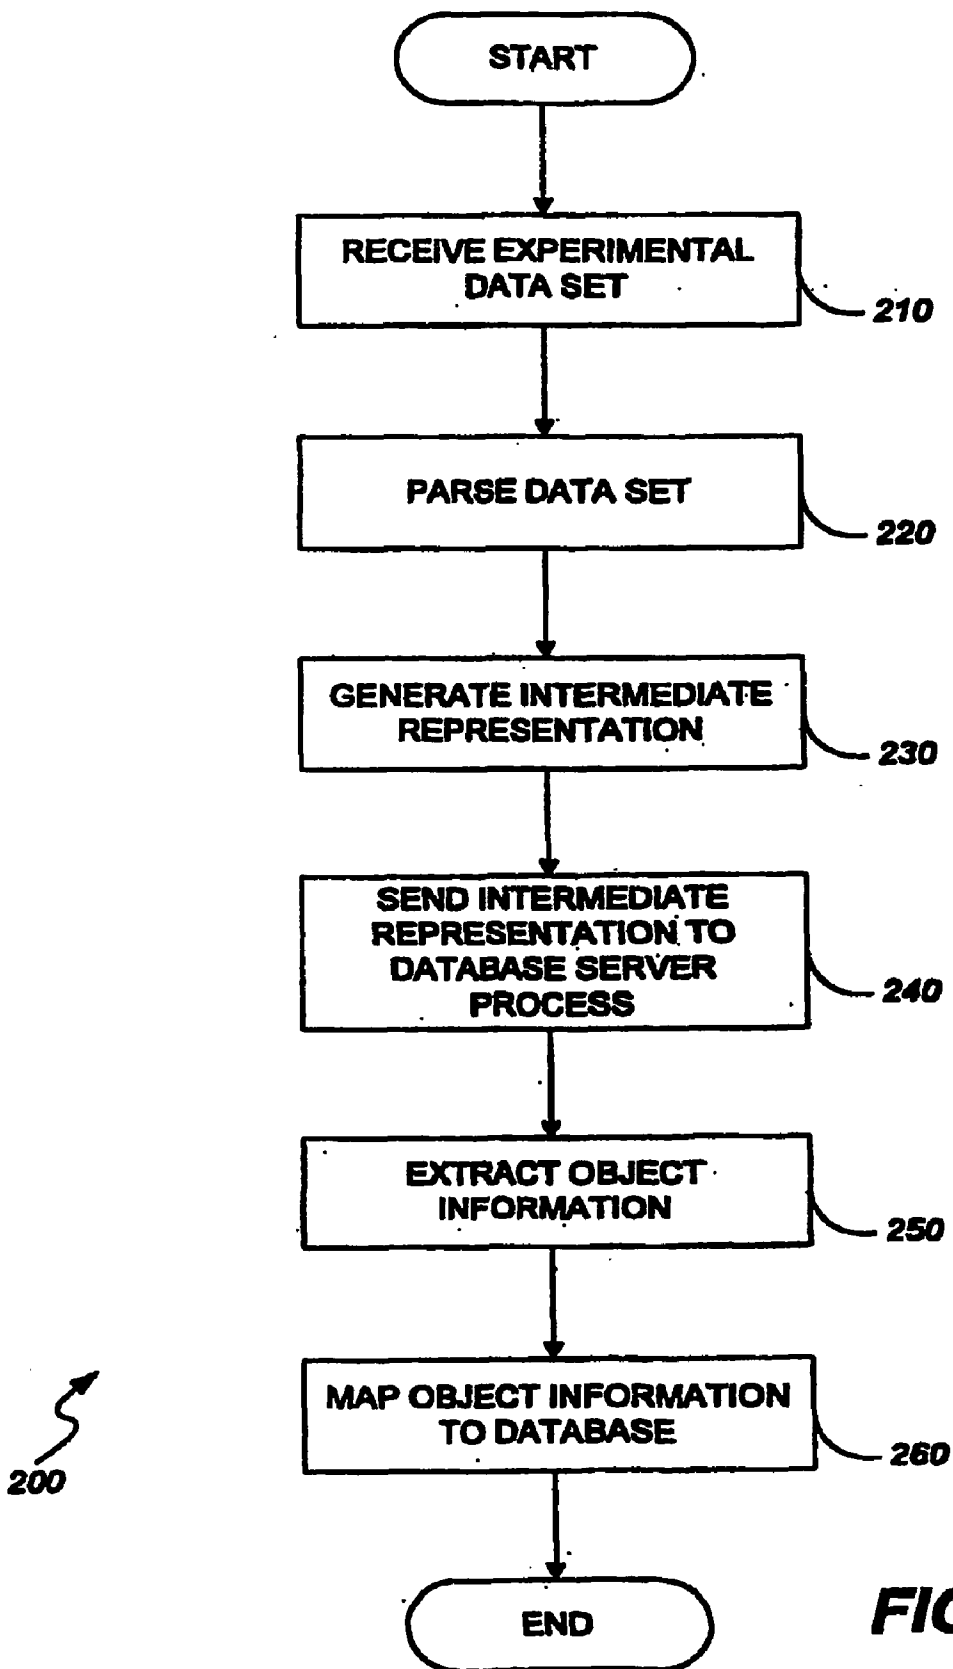 START
RECEIVE EXPERIMENTAL
DATA SET
210
PARSE DATA SET
220
GENERATE INTERMEDIATE
REPRESENTATION
230
SEND INTERMEDIATE
REPRESENTATION TO
DATABASE SERVER
PROCESS
240
EXTRACT OBJECT
INFORMATION
250
MAP OBJECT INFORMATION
TO DATABASE
260
200
END